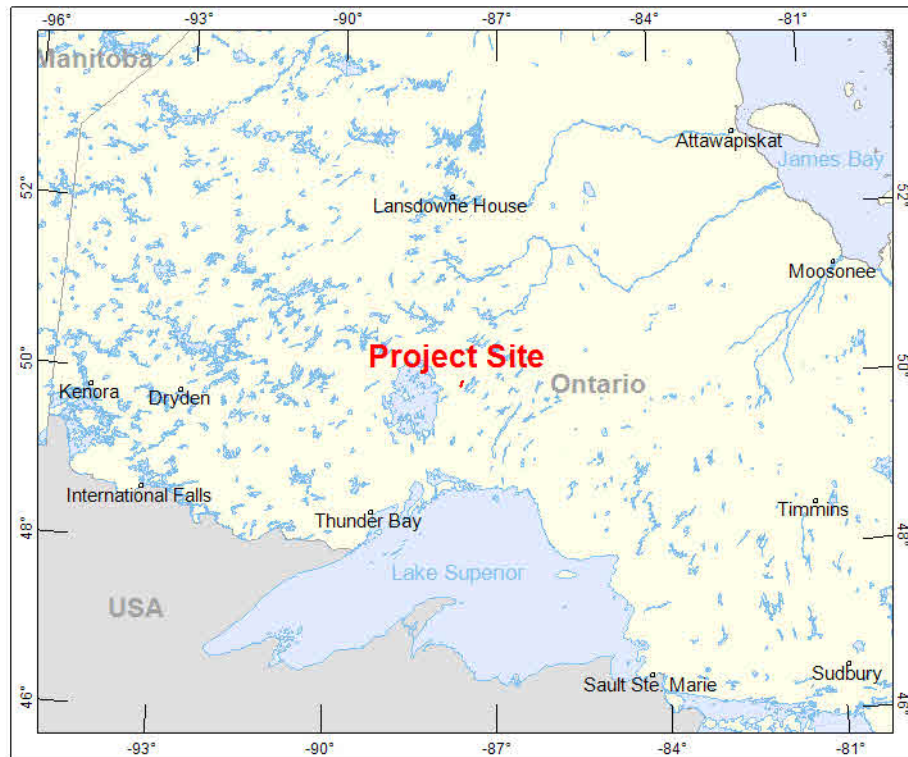 -96°
-93°
-90°
-87°
-84°
-81°
Manitoba
Attawapiskat
James Bay
52°
52°
Lansdowne House
Moosonee
50°
Project Site
50°
Kenora
Dryden
Ontario
International Falls
Timmins
Thunder Bay
48°
48°
Lake Superior
USA
Sault Ste. Marie
Sudbury
46°
46°
-93°
-90°
-87°
-84°
-81°